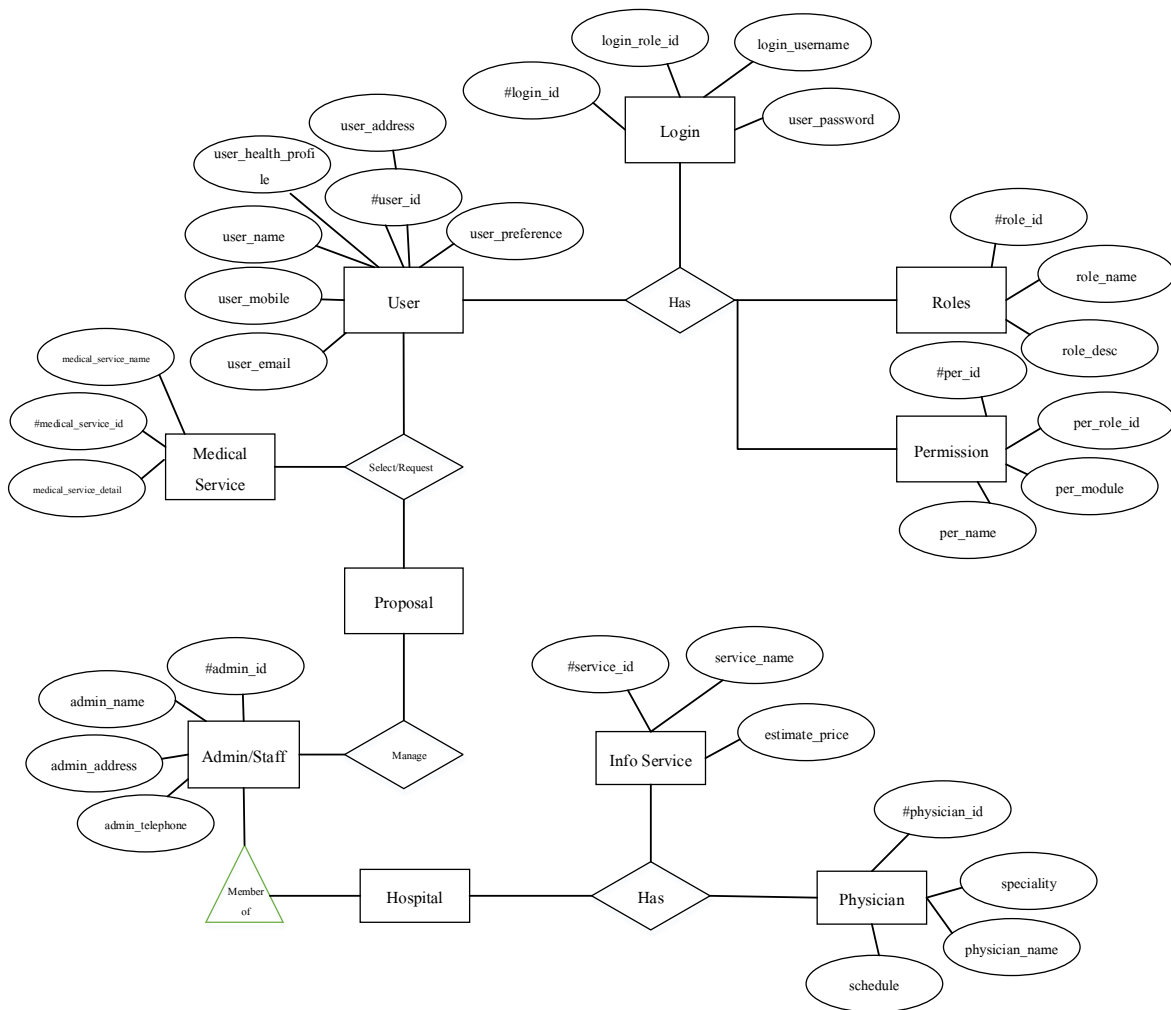 login_role_id
login_username
#login_id
Login
user_password
user_address
user_health_profi
le
#user_id
user_name
user_preference
#role_id
role_name
user_mobile
User
Has
Roles
role_desc
user_email
medical_service_name
#per_id
#medical_service_id
per_role_id
Medical
Service
Select/Request
Permission
medical_service_detail
per_module
per_name
Proposal
#admin_id
#service_id
service_name
admin_name
estimate_price
admin_address
Admin/Staff
Manage
Info Service
admin_telephone
#physician_id
Member
of
Hospital
Has
Physician
speciality
physician_name
schedule